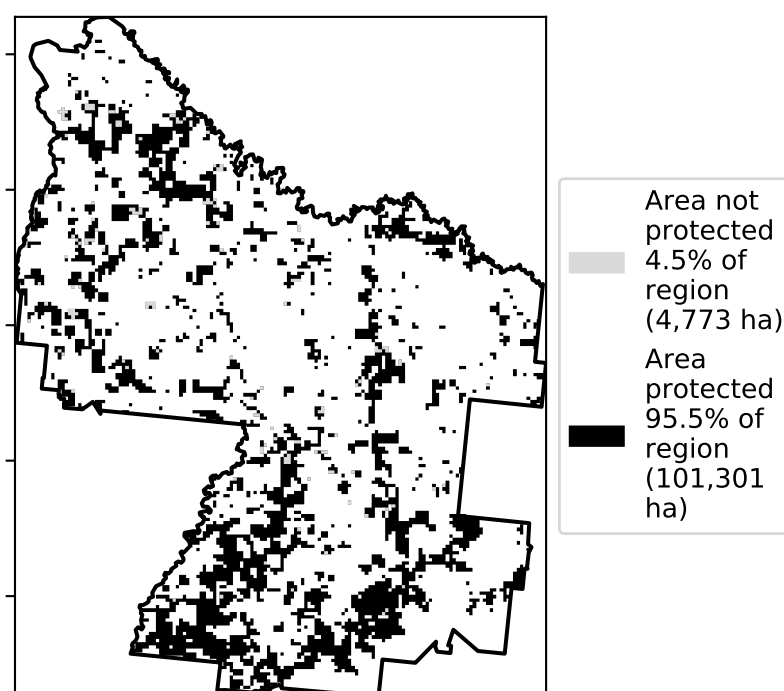 Area not
protected
4.5% of
region
(4,773 ha)
Area
protected
95.5% of
region
(101,301
ha)